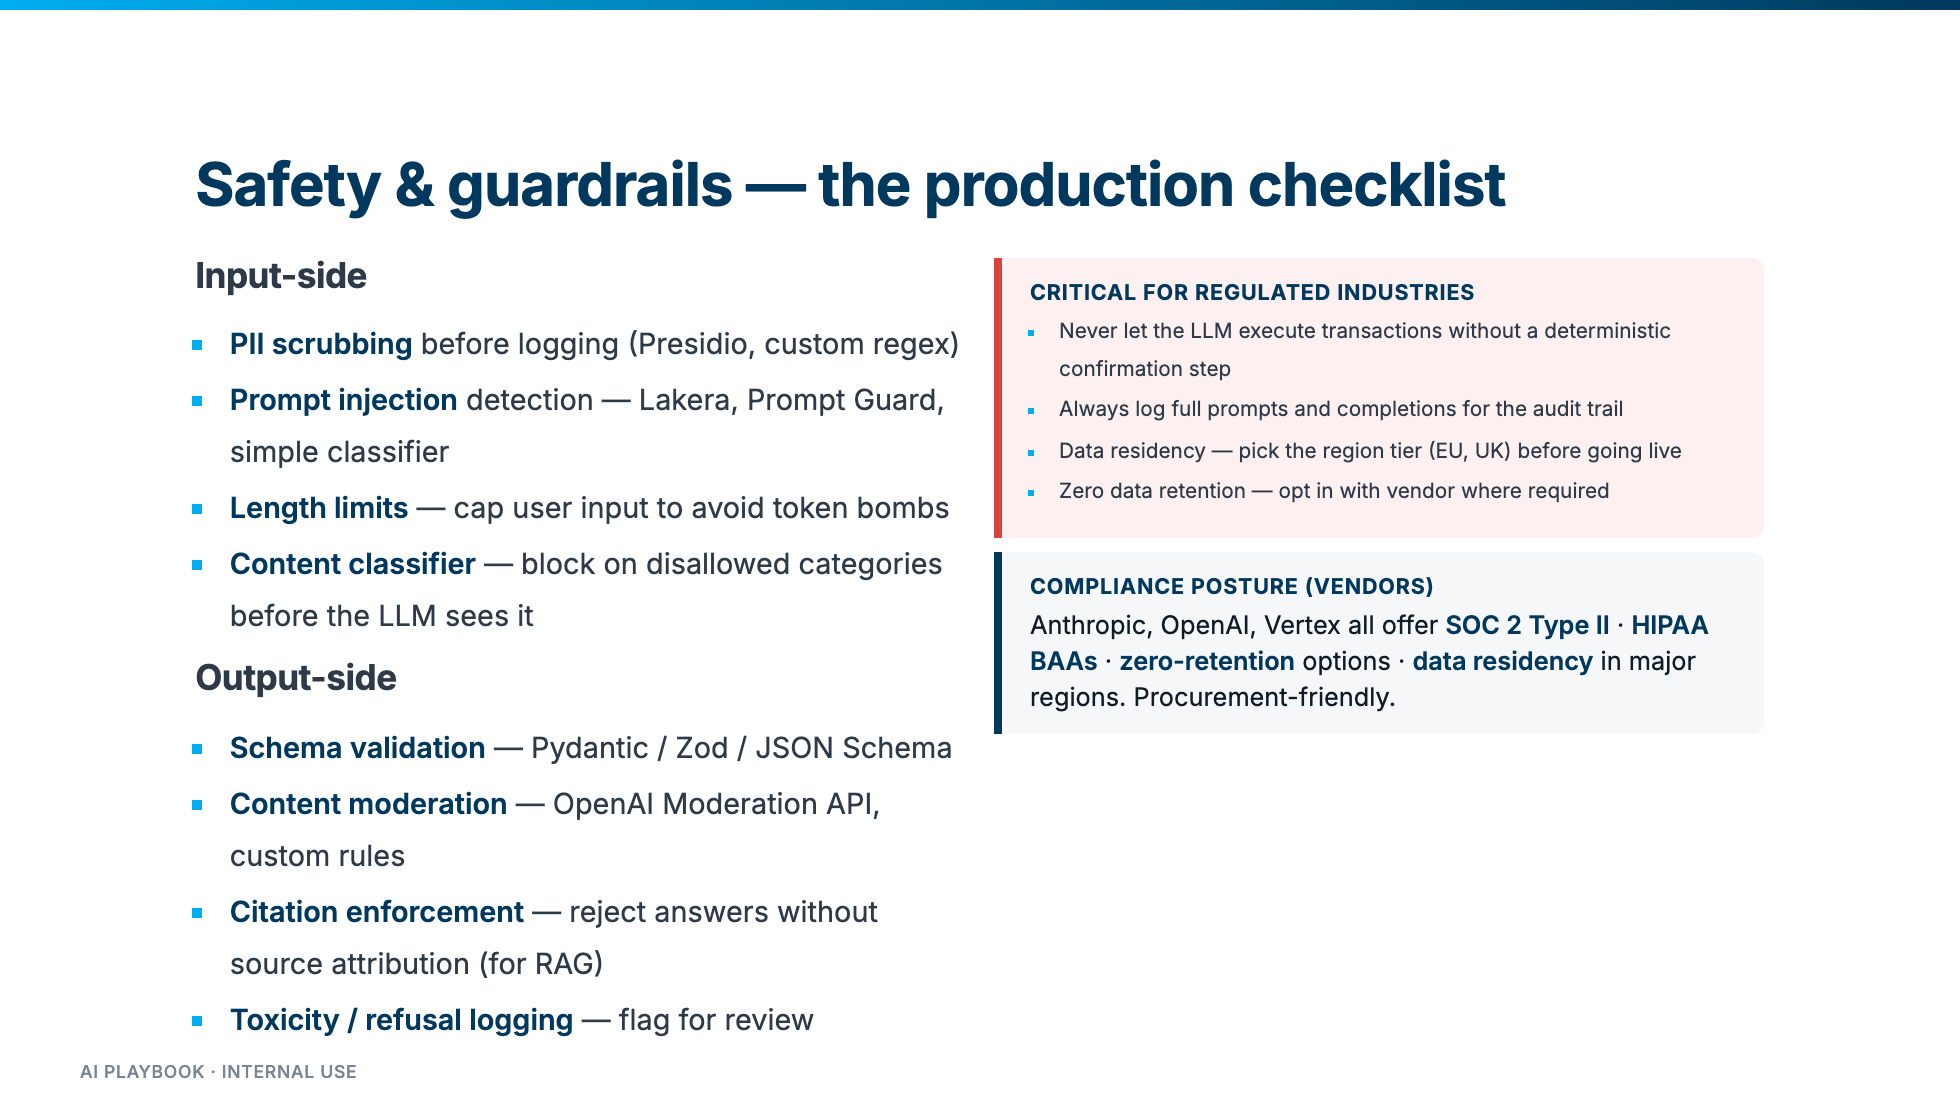 Safety & guardrails — the production checklist
Input-side
PII scrubbing before logging (Presidio, custom regex)
Prompt injection detection — Lakera, Prompt Guard,
simple classifier
Length limits — cap user input to avoid token bombs
Content classifier — block on disallowed categories
before the LLM sees it
Output-side
Schema validation — Pydantic / Zod / JSON Schema
Content moderation — OpenAI Moderation API,
custom rules
Citation enforcement — reject answers without
source attribution (for RAG)
Toxicity / refusal logging — flag for review
CRITICAL FOR REGULATED INDUSTRIES
Never let the LLM execute transactions without a deterministic
confirmation step
Always log full prompts and completions for the audit trail
Data residency — pick the region tier (EU, UK) before going live
Zero data retention — opt in with vendor where required
COMPLIANCE POSTURE (VENDORS)
Anthropic, OpenAI, Vertex all offer SOC 2 Type II · HIPAA
BAAs · zero-retention options · data residency in major
regions. Procurement-friendly.
AI PLAYBOOK · INTERNAL USE